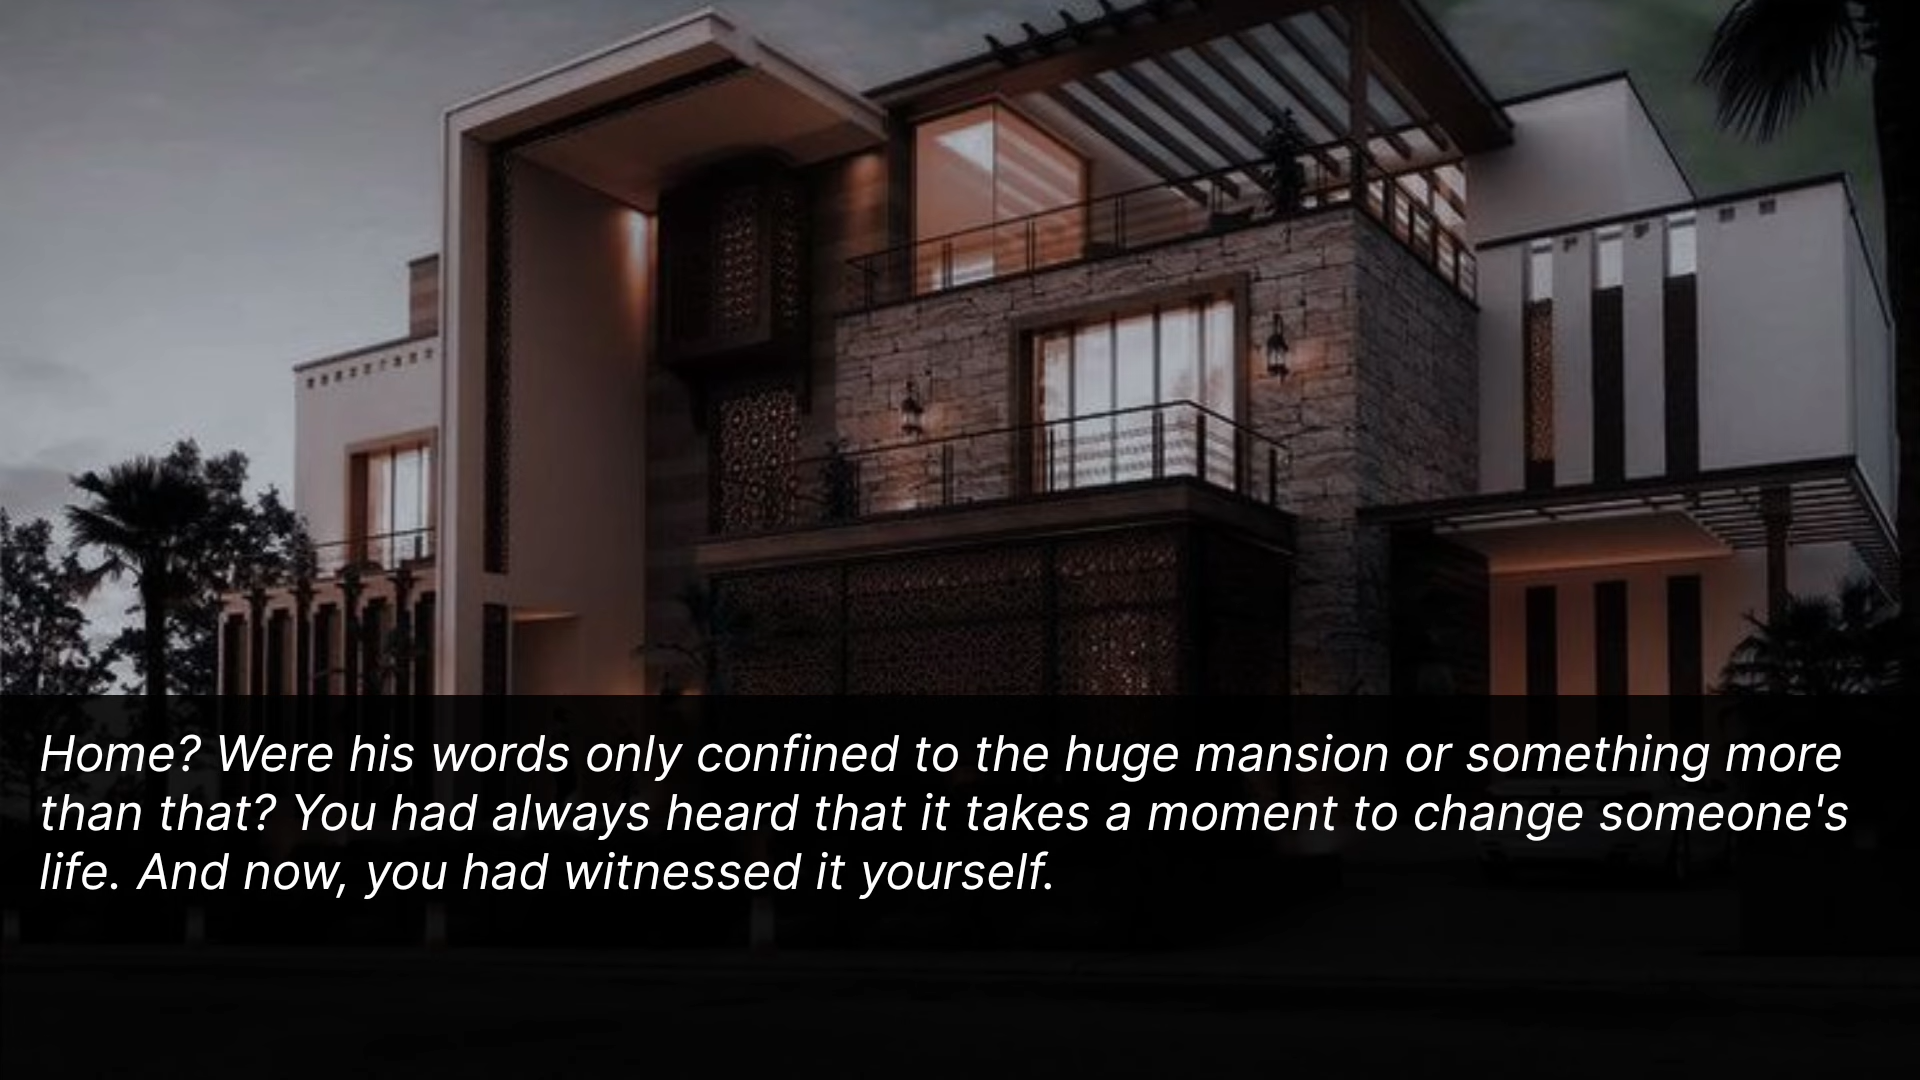 Home? Were his words only confined to the huge mansion or something more
than that? You had always heard that it takes a moment to change someone's
life. And now, you had witnessed it yourself.